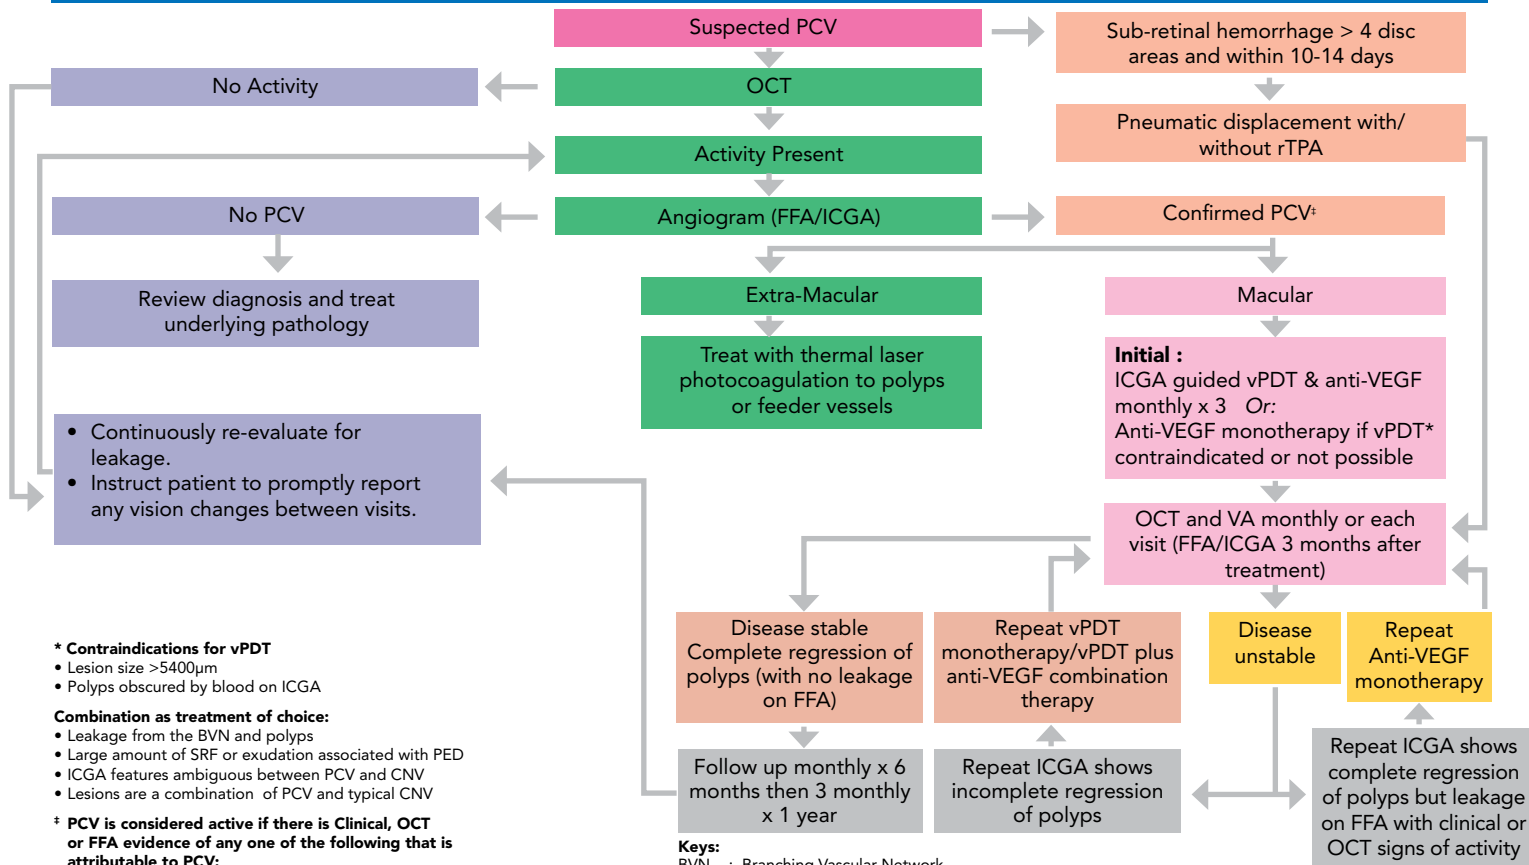 Suspected PCV
Sub-retinal hemorrhage > 4 disc
areas and within 10-14 days
No Activity
OCT
Pneumatic displacement with/
without rTPA
Activity Present
No PCV
Angiogram (FFA/ICGA)
Confirmed PCV‡
Review diagnosis and treat
underlying pathology
Extra-Macular
Macular
Treat with thermal laser
photocoagulation to polyps
or feeder vessels
Initial :
ICGA guided vPDT & anti-VEGF
monthly x 3 Or:
Anti-VEGF monotherapy if vPDT*
contraindicated or not possible
• Continuously re-evaluate for
leakage.
• Instruct patient to promptly report
any vision changes between visits.
OCT and VA monthly or each
visit (FFA/ICGA 3 months after
treatment)
Disease stable
Complete regression of
polyps (with no leakage
on FFA)
Repeat vPDT
monotherapy/vPDT plus
anti-VEGF combination
therapy
Disease
unstable
Repeat
Anti-VEGF
monotherapy
Follow up monthly x 6
months then 3 monthly
x 1 year
Repeat ICGA shows
incomplete regression
of polyps
Repeat ICGA shows
complete regression
of polyps but leakage
on FFA with clinical or
OCT signs of activity
* Contraindications for vPDT
• Lesion size >5400µm
• Polyps obscured by blood on ICGA
Combination as treatment of choice:
• Leakage from the BVN and polyps
• Large amount of SRF or exudation associated with PED
• ICGA features ambiguous between PCV and CNV
• Lesions are a combination of PCV and typical CNV
‡ PCV is considered active if there is Clinical, OCT
or FFA evidence of any one of the following that is
attributable to PCV:
Keys:
BVN : Branching Vascular Network